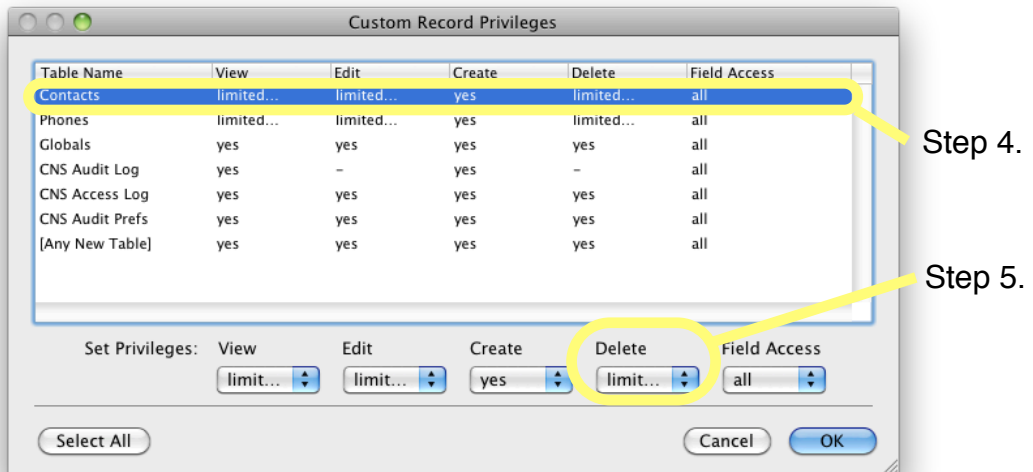 Custom Record Privileges
Table Name View Edit Create Delete Field Access
Contacts limited... limited... yes limited... all
Phones limited... limited... yes limited... all
Step 4.
Globals yes yes yes yes all
CNS Audit Log yes - yes - all
CNS Access Log yes yes yes yes all
CNS Audit Prefs yes yes yes yes all
[Any New Table] yes yes yes yes all
Step 5.
Set Privileges: View Edit Create Delete Field Access
limit... limit... yes limit... all
Select All Cancel OK